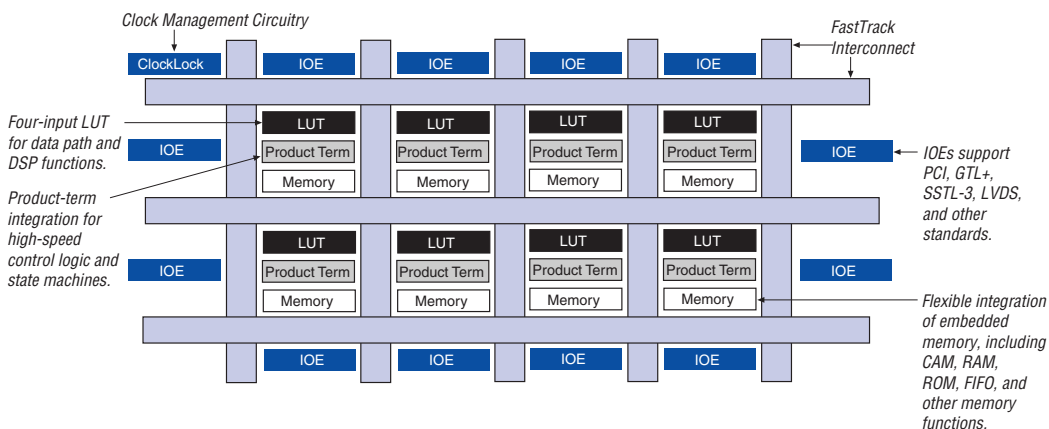 Clock Management Circuitry
FastTrack
Interconnect
ClockLock
IOE
IOE
IOE
IOE
Four-input LUT
for data path and
DSP functions.
LUT
LUT
LUT
LUT
IOE
Product Term
Product Term
Product Term
Product Term
IOE
IOEs support
PCI, GTL+,
SSTL-3, LVDS,
and other
standards.
Memory
Memory
Memory
Memory
Product-term
integration for
high-speed
control logic and
state machines.
LUT
LUT
LUT
LUT
IOE
Product Term
Product Term
Product Term
Product Term
IOE
Memory
Memory
Memory
Memory
Flexible integration
of embedded
memory, including
CAM, RAM,
ROM, FIFO, and
other memory
functions.
IOE
IOE
IOE
IOE